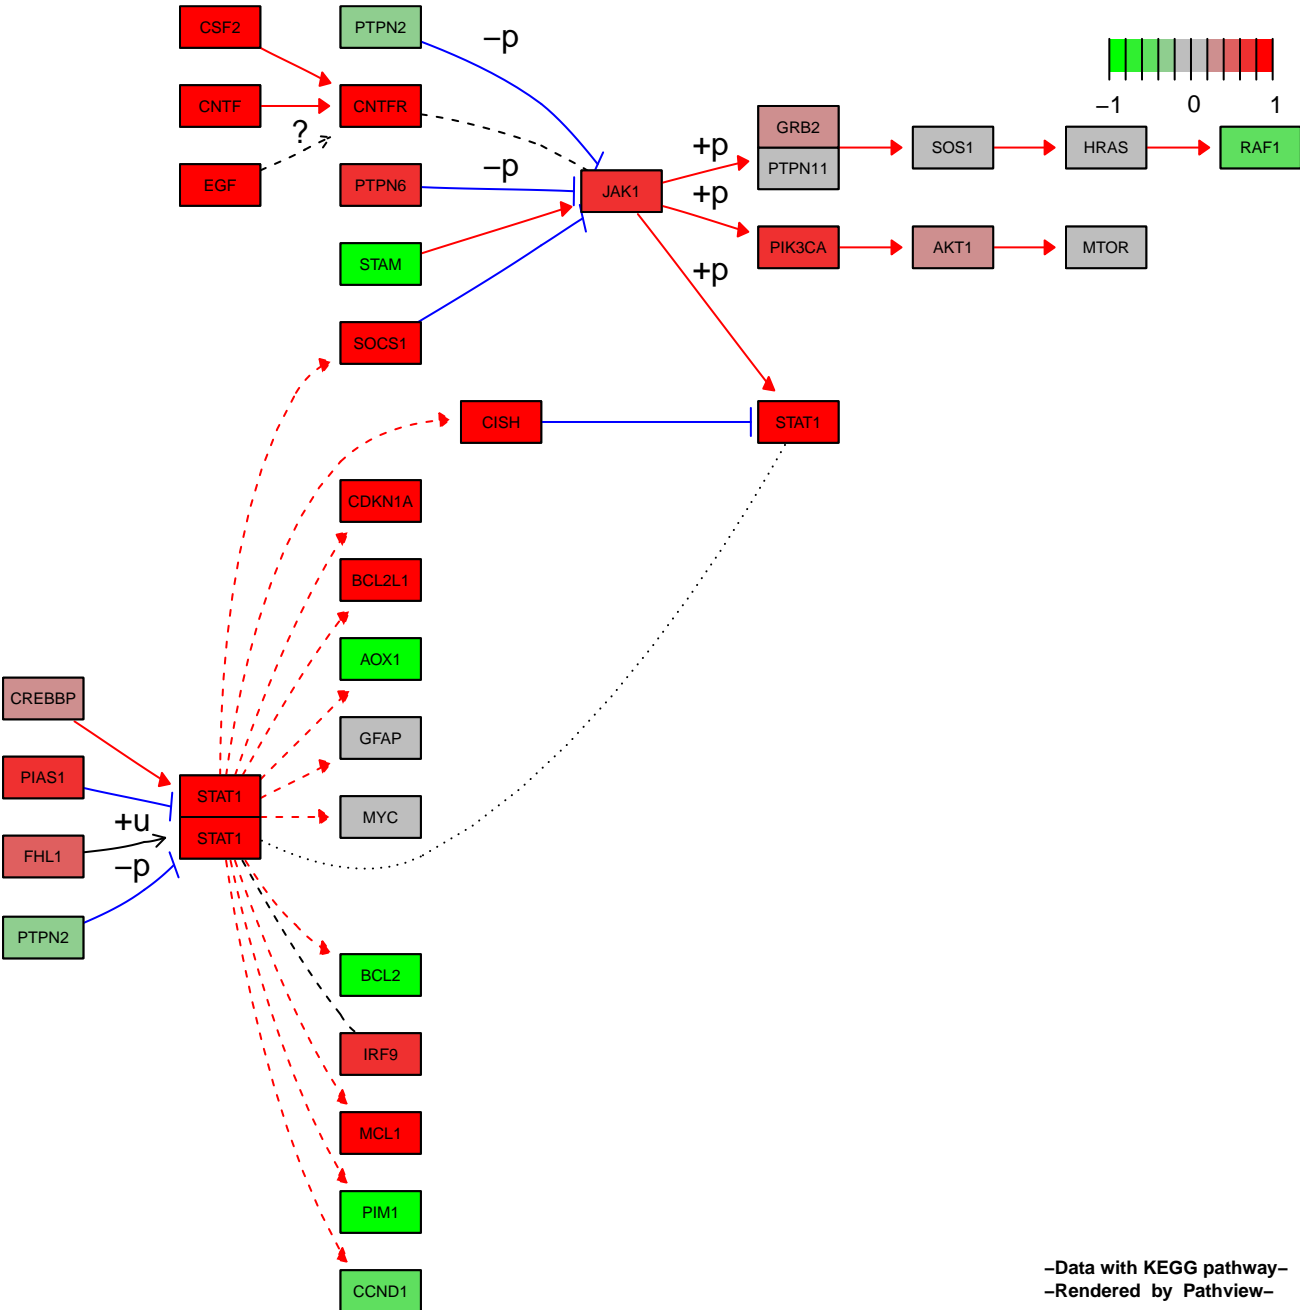 CSF2
PTPN2
−p
−1 0 1
CNTF
CNTFR
?
EGF
PTPN6
−p
JAK1
+p
GRB2
PTPN11
SOS1
HRAS
RAF1
+p
STAM
PIK3CA
AKT1
MTOR
+p
SOCS1
CISH
STAT1
CDKN1A
BCL2L1
AOX1
CREBBP
GFAP
PIAS1
STAT1
MYC
+u
STAT1
FHL1
−p
PTPN2
BCL2
IRF9
MCL1
PIM1
CCND1
−Data with KEGG pathway−
−Rendered by Pathview−